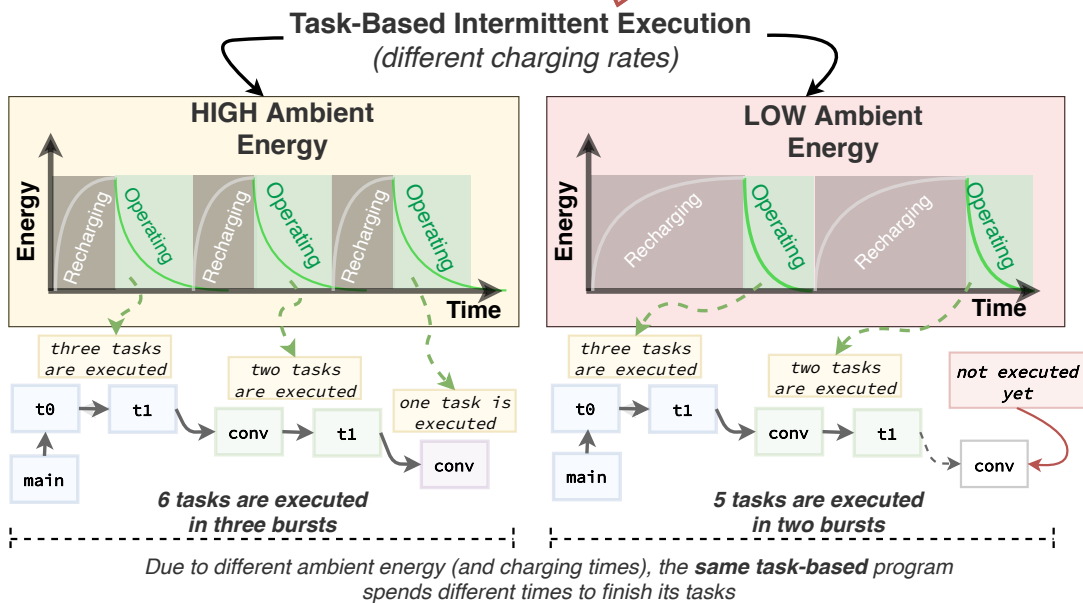 Task-Based Intermittent Execution
(different charging rates)
HIGH Ambient
Energy
Energy
Recharging
Operating
Recharging
Operating
Recharging
Operating
Time
three tasks
are executed
two tasks
are executed
one task is
executed
t0
t1
conv
t1
conv
main
6 tasks are executed
in three bursts
LOW Ambient
Energy
Energy
Recharging
Operating
Recharging
Operating
Time
three tasks
are executed
two tasks
are executed
not executed
yet
t0
t1
conv
t1
conv
main
5 tasks are executed
in two bursts
Due to different ambient energy (and charging times), the same task-based program
spends different times to finish its tasks